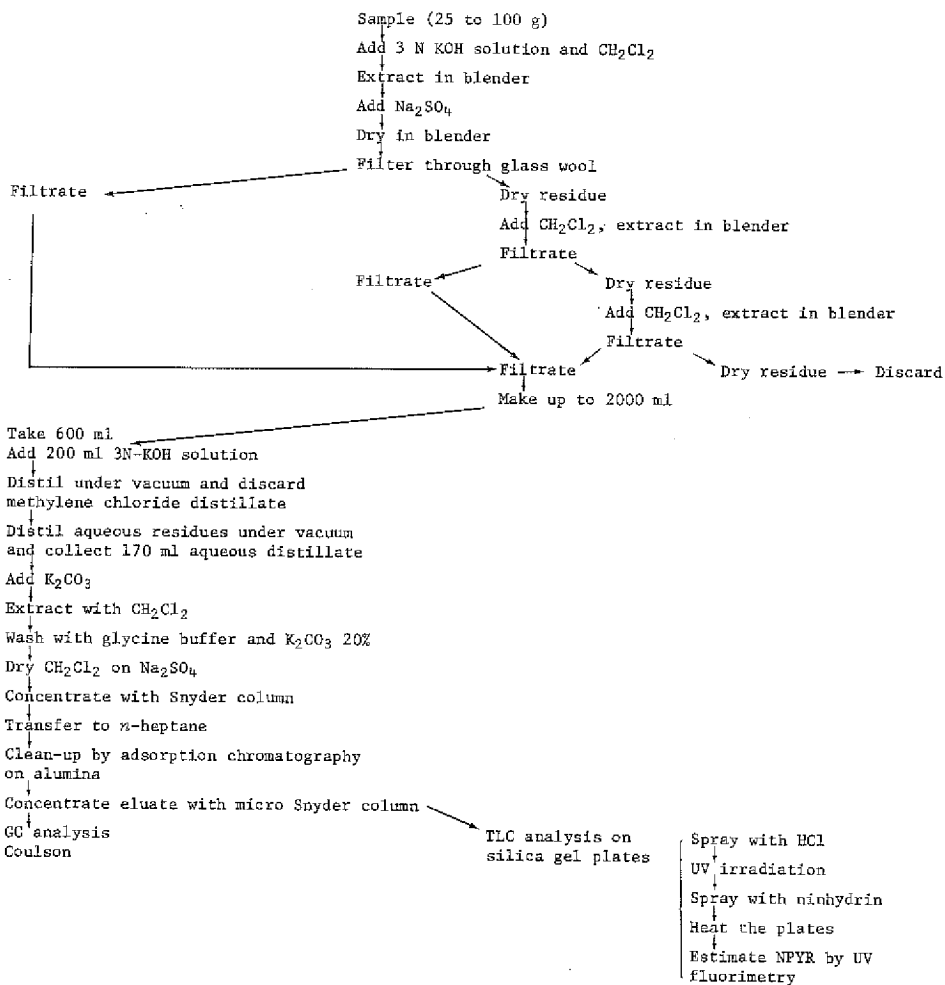 Sample (25 to 100 g)
Add 3 N KOH solution and CH2Cl2
Extract in blender
Add Na2SO4
Dry in blender
Filter through glass wool
Filtrate
Dry residue
Add CH2Cl2, extract in blender
Filtrate
Filtrate
Dry residue
Add CH2Cl2, extract in blender
Filtrate
Filtrate
Dry residue
Discard
Make up to 2000 ml
Take 600 ml
Add 200 ml 3N-KOH solution
Distil under vacuum and discard
methylene chloride distillate
Distil aqueous residues under vacuum
and collect 170 ml aqueous distillate
Add K2CO3
Extract with CH2Cl2
Wash with glycine buffer and K2CO3 20%
Dry CH2Cl2 on Na2SO4
Concentrate with Snyder column
Transfer to n-heptane
Clean-up by adsorption chromatography
on alumina
Concentrate eluate with micro Snyder column
GC analysis
Coulson
TLC analysis on
silica gel plates
Spray with HCl
UV irradiation
Spray with ninhydrin
Heat the plates
Estimate NPYR by UV
fluorimetry